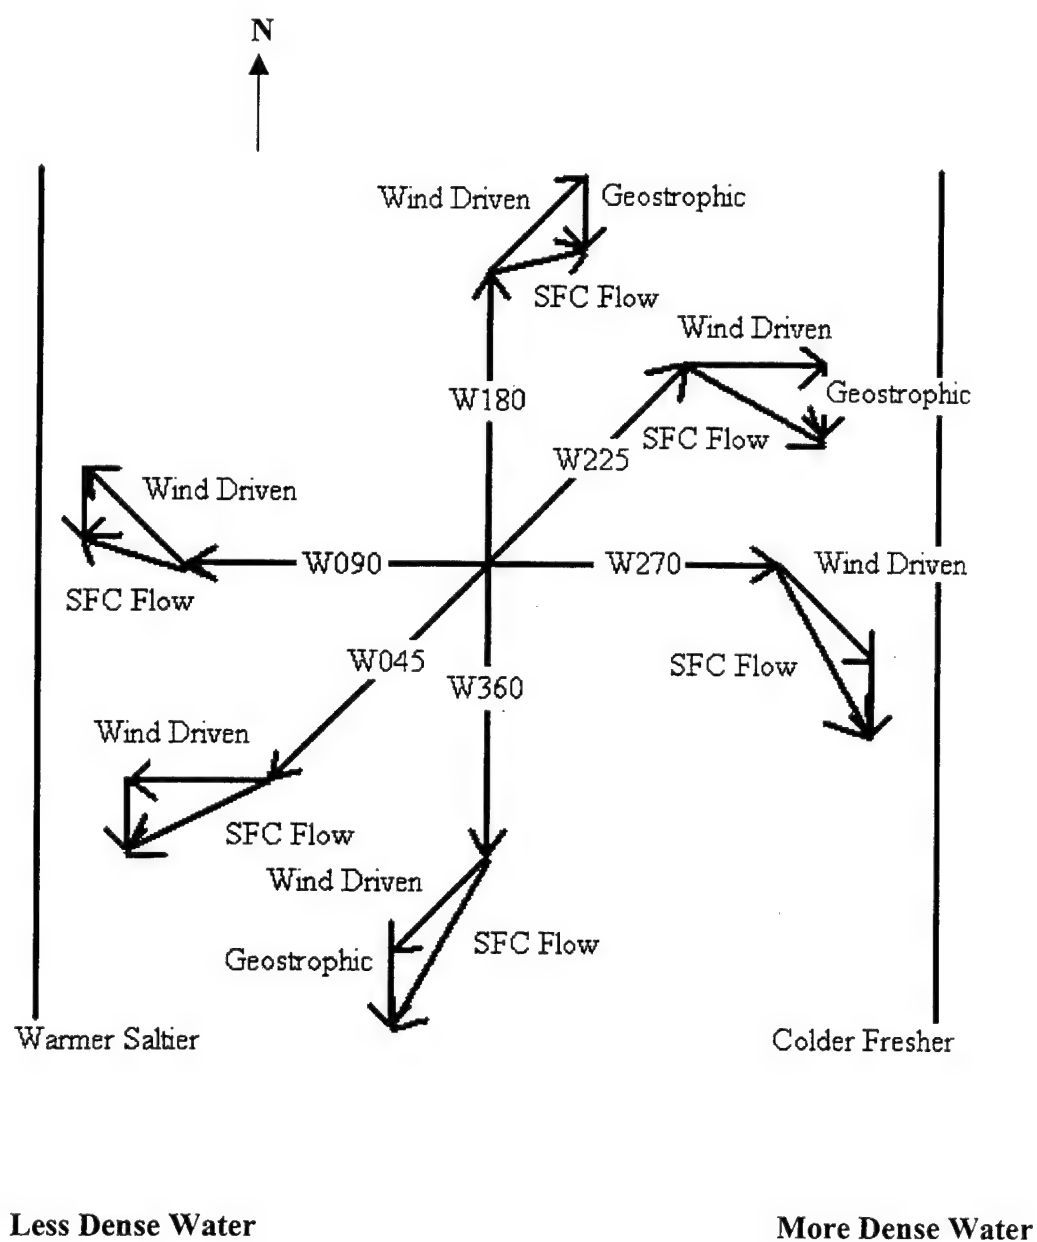 N
Wind Driven
Geostrophic
SFC Flow
Wind Driven
W180
Geostrophic
SFC Flow
W225
Wind Driven
W090
W270
Wind Driven
SFC Flow
W045
SFC Flow
W360
Wind Driven
SFC Flow
Wind Driven
SFC Flow
Geostrophic
Warmer Saltier
Colder Fresher
Less Dense Water
More Dense Water